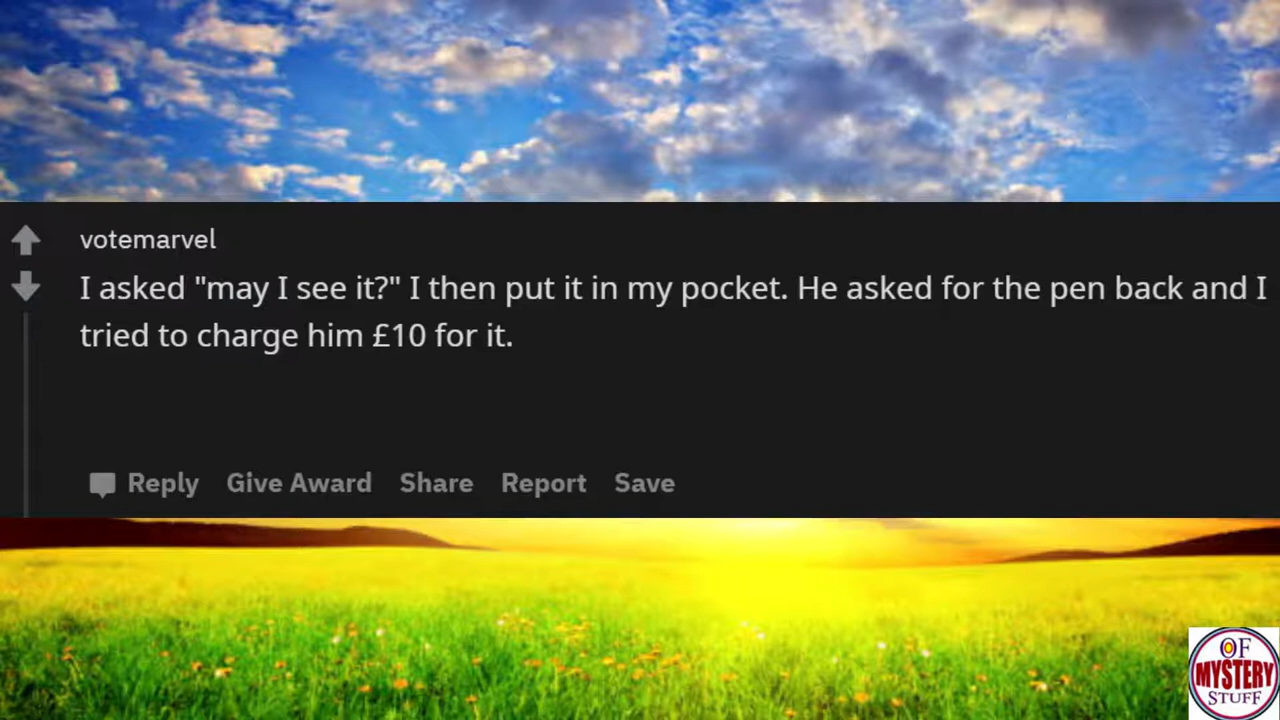 votemarvel
I asked "may I see it?" I then put it in my pocket. He asked for the pen back and I
tried to charge him £10 for it.
Reply Give Award Share Report Save
OF
MYSTERY
STUFF